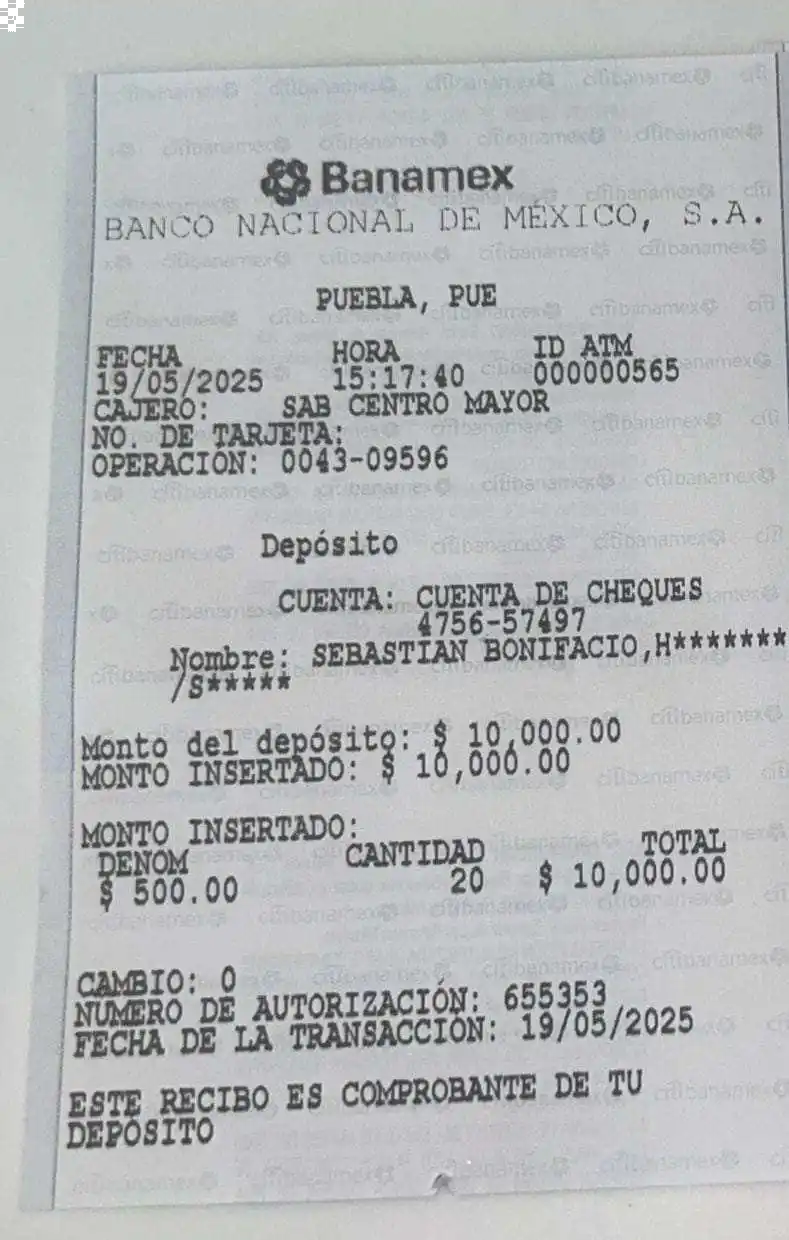 Banamex
BANCO NACIONAL DE MÉXICO, S.A.
PUEBLA, PUE
FECHA HORA ID ATM
19/05/2025 15:17:40 000000565
CAJERO: SAB CENTRO MAYOR
NO. DE TARJETA:
OPERACIÓN: 0043-09596
Depósito
CUENTA: CUENTA DE CHEQUES
4756-57497
Nombre: SEBASTIAN BONIFACIO,H*******
/S*****
Monto del depósito: $ 10,000.00
MONTO INSERTADO: $ 10,000.00
MONTO INSERTADO:
DENOM CANTIDAD TOTAL
$ 500.00 20 $ 10,000.00
CAMBIO: 0
NUMERO DE AUTORIZACIÓN: 655353
FECHA DE LA TRANSACCIÓN: 19/05/2025
ESTE RECIBO ES COMPROBANTE DE TU
DEPÓSITO